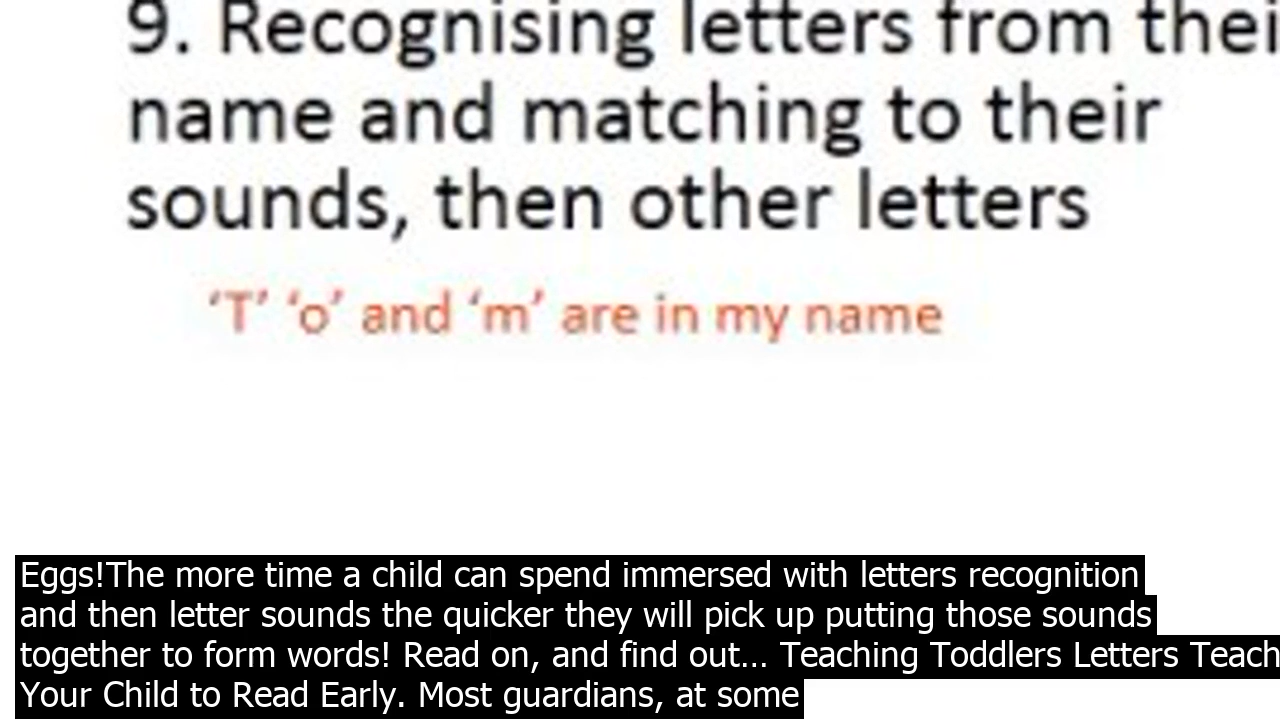 9. Recognising letters from thei
name and matching to their
sounds, then other letters
‘T’ ‘o’ and ‘m’ are in my name
Eggs!The more time a child can spend immersed with letters recognition
and then letter sounds the quicker they will pick up putting those sounds
together to form words! Read on, and find out... Teaching Toddlers Letters Teach
Your Child to Read Early. Most guardians, at some